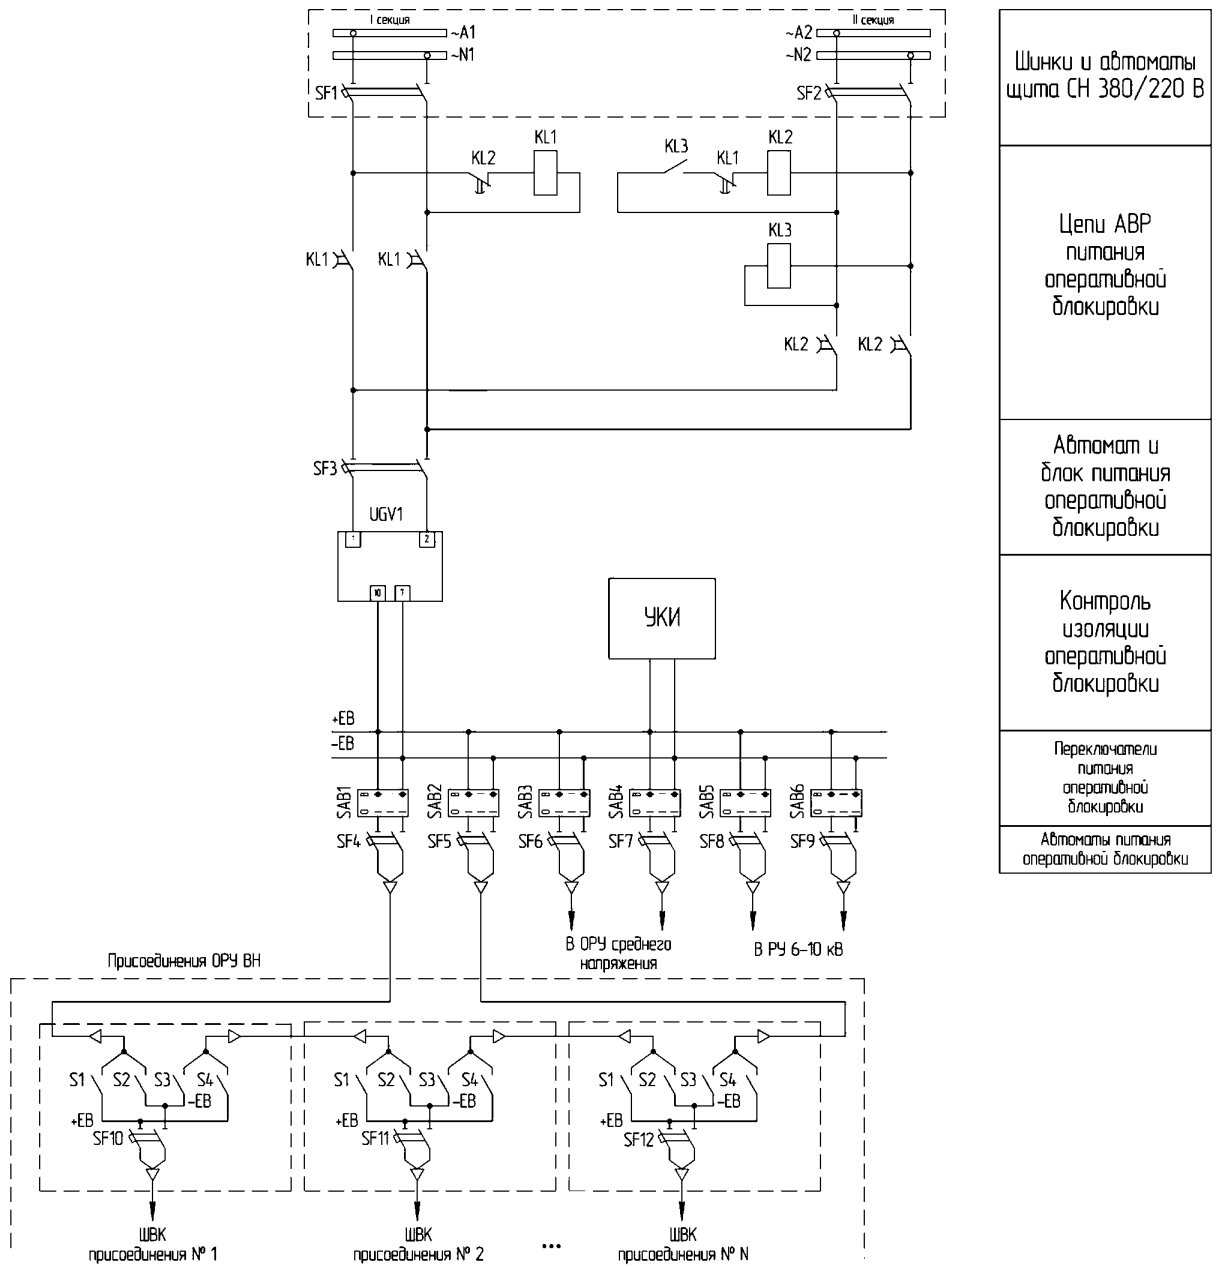 I секция
II секция
~A1
~N1
~A2
~N2
SF1
SF2
Шинки и автоматы
щита СН 380/220 В
KL2
KL1
KL3
KL1
KL2
KL3
KL1
KL1
KL2
KL2
Цепи АВР
питания
оперативной
блокировки
SF3
UGV1
1
2
10
7
Автомат и
блок питания
оперативной
блокировки
УКИ
Контроль
изоляции
оперативной
блокировки
+EB
-EB
SAB1
SAB2
SAB3
SAB4
SAB5
SAB6
В
О
В
О
В
О
В
О
В
О
В
О
Переключатели
питания
оперативной
блокировки
SF4
SF5
SF6
SF7
SF8
SF9
Автоматы питания
оперативной блокировки
В ОРУ среднего
напряжения
В РУ 6-10 кВ
Присоединения ОРУ ВН
S1
S2
S3
S4
S1
S2
S3
S4
S1
S2
S3
S4
-EB
-EB
-EB
+EB
+EB
+EB
SF10
SF11
SF12
ШВК
присоединения № 1
ШВК
присоединения № 2
...
ШВК
присоединения № N